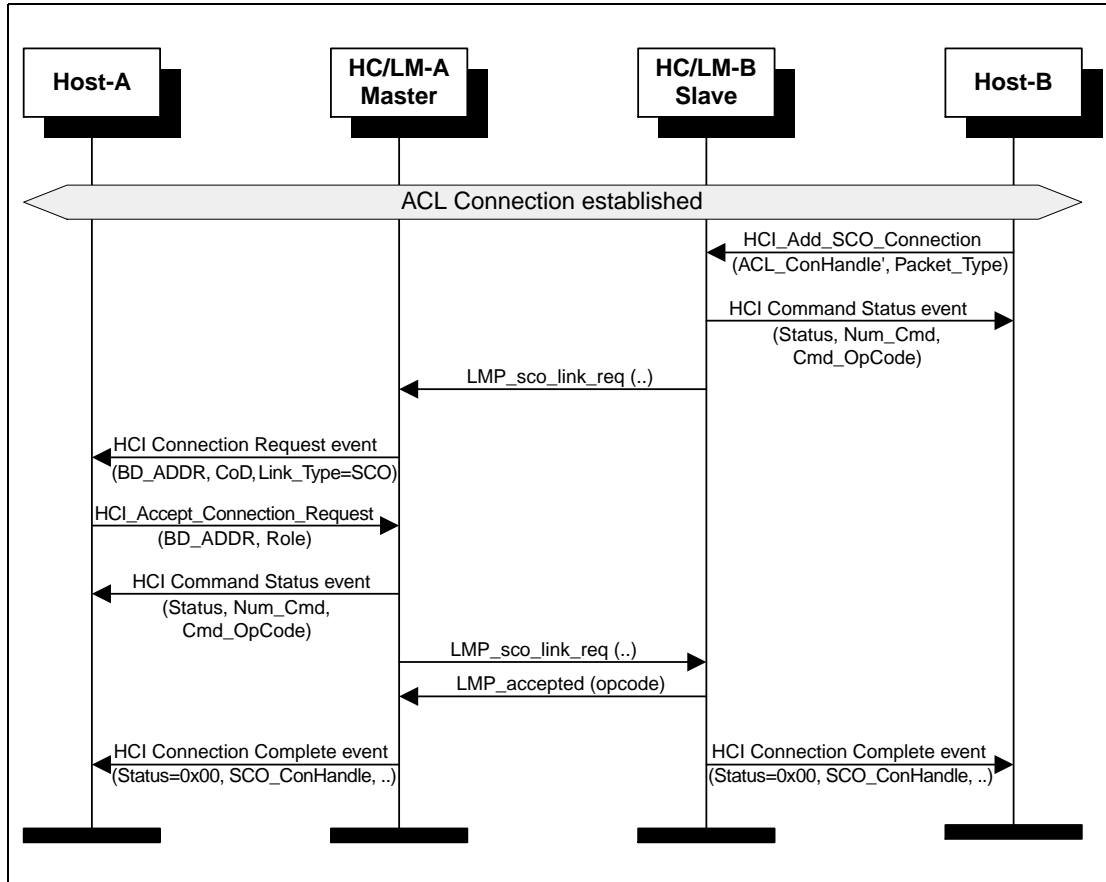 Host-A
HC/LM-A
Master
HC/LM-B
Slave
Host-B
ACL Connection established
HCI_Add_SCO_Connection
(ACL_ConHandle', Packet_Type)
HCI Command Status event
(Status, Num_Cmd,
Cmd_OpCode)
LMP_sco_link_req (..)
HCI Connection Request event
(BD_ADDR, CoD, Link_Type=SCO)
HCI_Accept_Connection_Request
(BD_ADDR, Role)
HCI Command Status event
(Status, Num_Cmd,
Cmd_OpCode)
LMP_sco_link_req (..)
LMP_accepted (opcode)
HCI Connection Complete event
(Status=0x00, SCO_ConHandle, ..)
HCI Connection Complete event
(Status=0x00, SCO_ConHandle, ..)